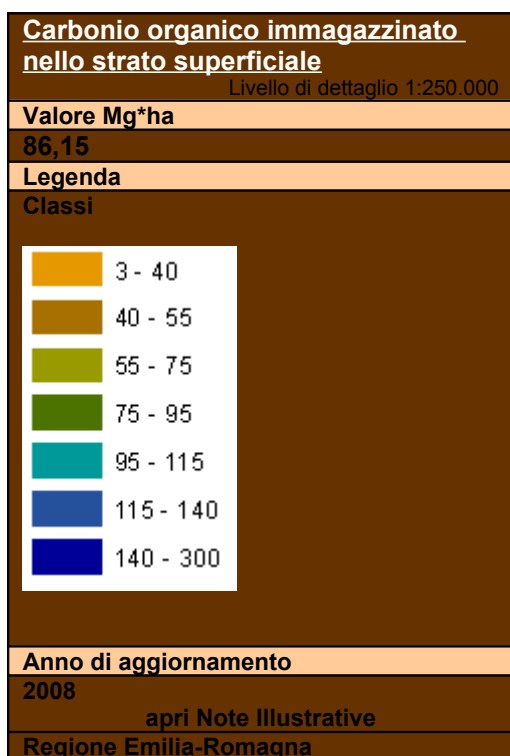 Carbonio organico immagazzinato
nello strato superficiale
Livello di dettaglio 1:250.000
Valore Mg*ha
86,15
Legenda
Classi
3 - 40
40 - 55
55 - 75
75 - 95
95 - 115
115 - 140
140 - 300
Anno di aggiornamento
2008
apri Note Illustrative
Regione Emilia-Romagna